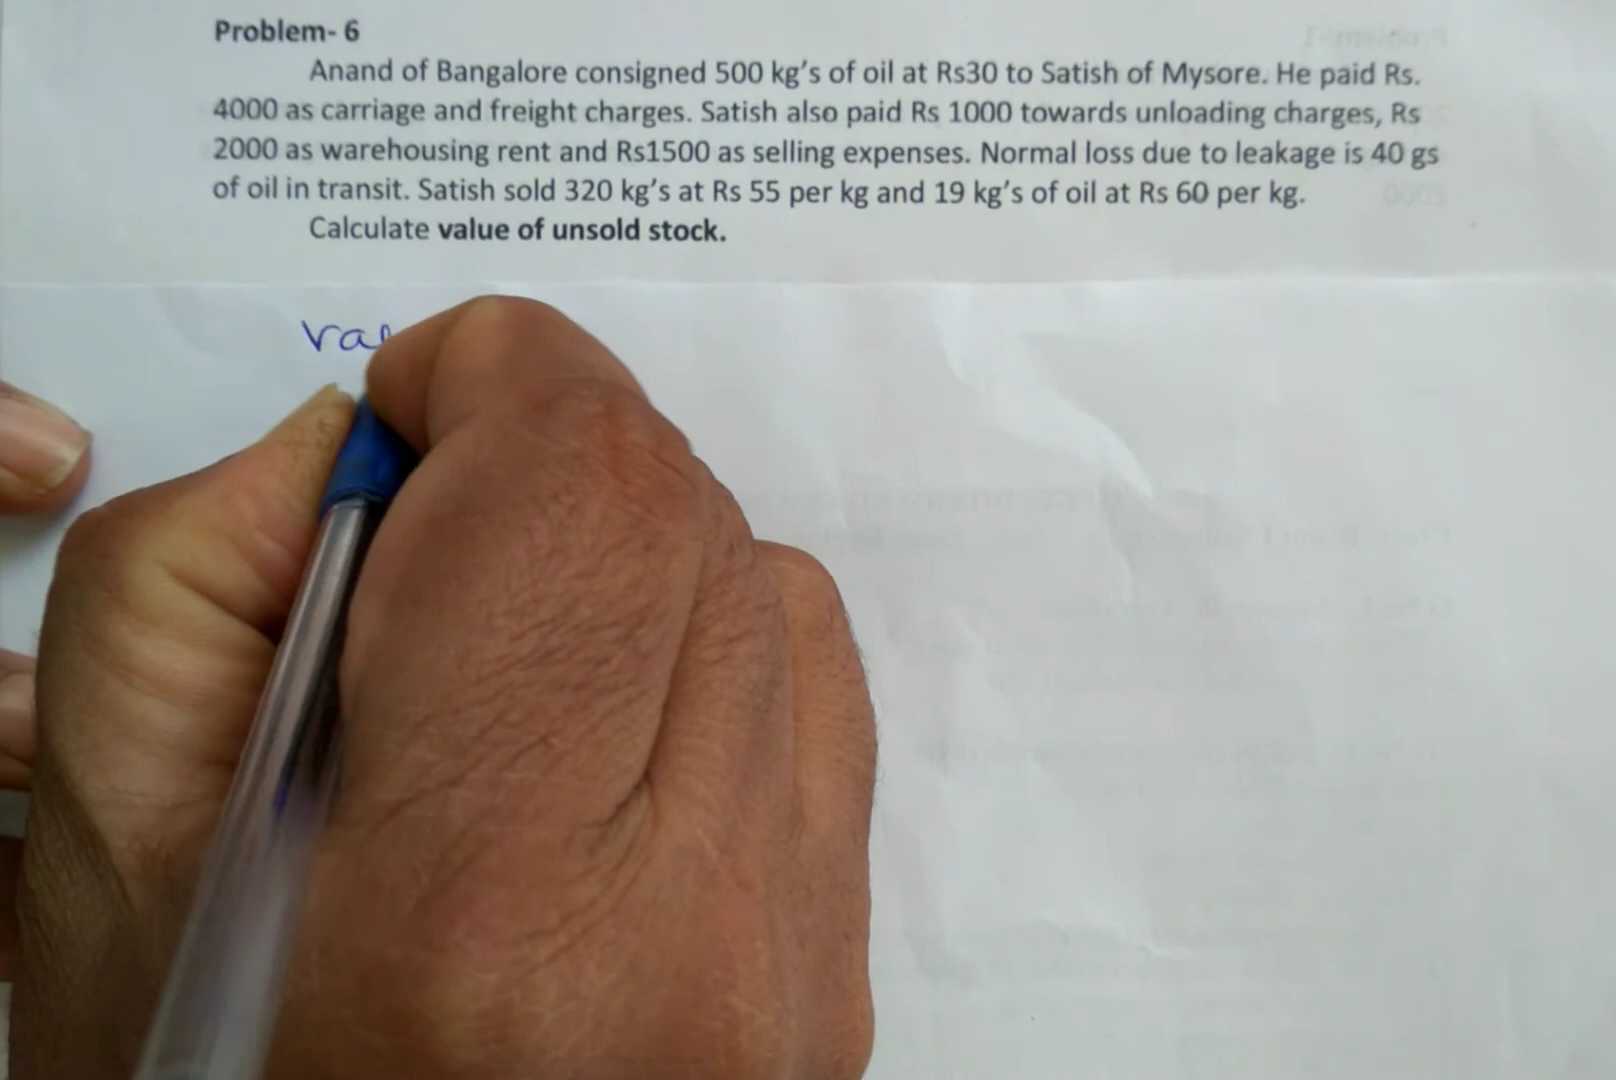 Problem- 6
Anand of Bangalore consigned 500 kg’s of oil at Rs30 to Satish of Mysore. He paid Rs.
4000 as carriage and freight charges. Satish also paid Rs 1000 towards unloading charges, Rs
2000 as warehousing rent and Rs1500 as selling expenses. Normal loss due to leakage is 40 gs
of oil in transit. Satish sold 320 kg’s at Rs 55 per kg and 19 kg’s of oil at Rs 60 per kg.
Calculate value of unsold stock.
Val